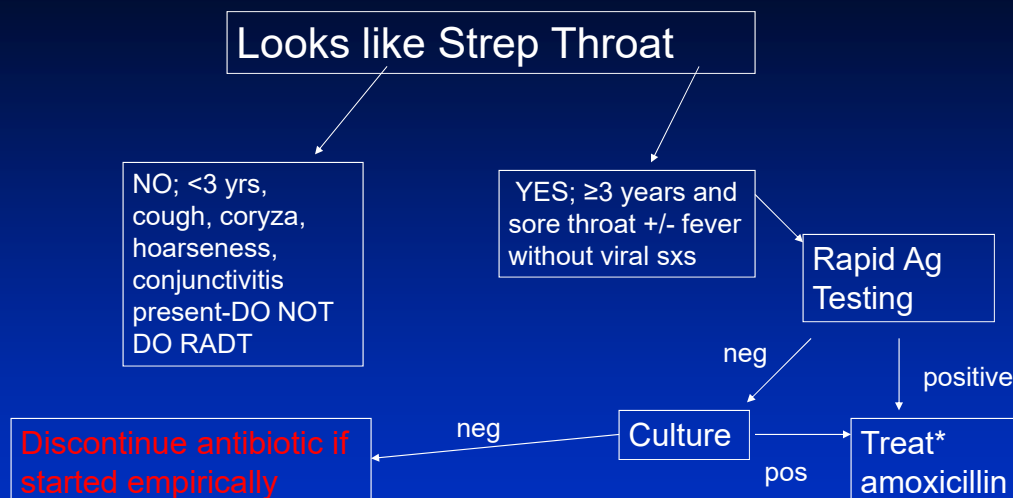 Looks like Strep Throat
NO; <3 yrs,
cough, coryza,
hoarseness,
conjunctivitis
present-DO NOT
DO RADT
YES; ≥3 years and
sore throat +/- fever
without viral sxs
Rapid Ag
Testing
neg
positive
Culture
neg
pos
Discontinue antibiotic if
started empirically
Treat*
amoxicillin